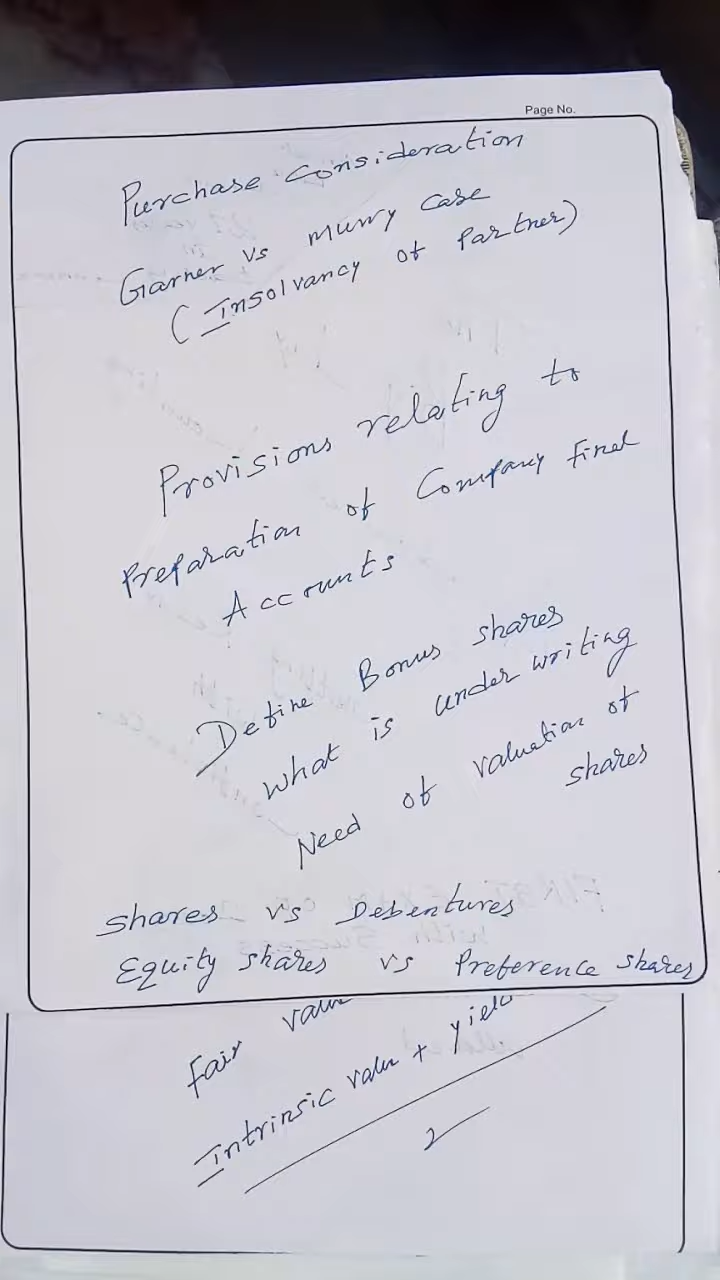 Page No.
Purchase Consideration
Garner vs Murry Case
(Insolvancy of Partner)
Provisions relating to
Preparation of Company Final
Accounts
Define Bonus shares
What is under writing
Need of valuation of
shares
Shares vs Debentures
Equity shares vs Preference shares
Fair
Intrinsic + yield
2